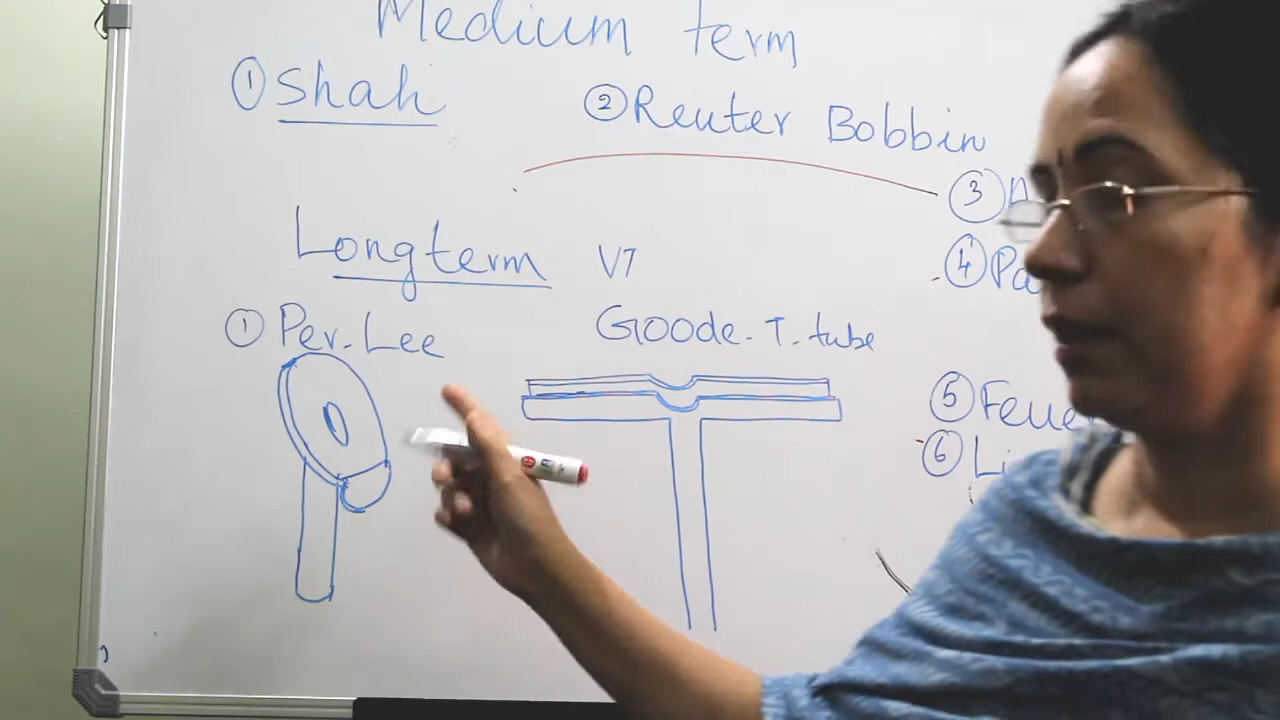 Medium term
① Shah
② Reuter Bobbin
③
④ Pa
Longterm VT
① Per-Lee
Goode-T-tube
⑤ Feue
⑥ Li